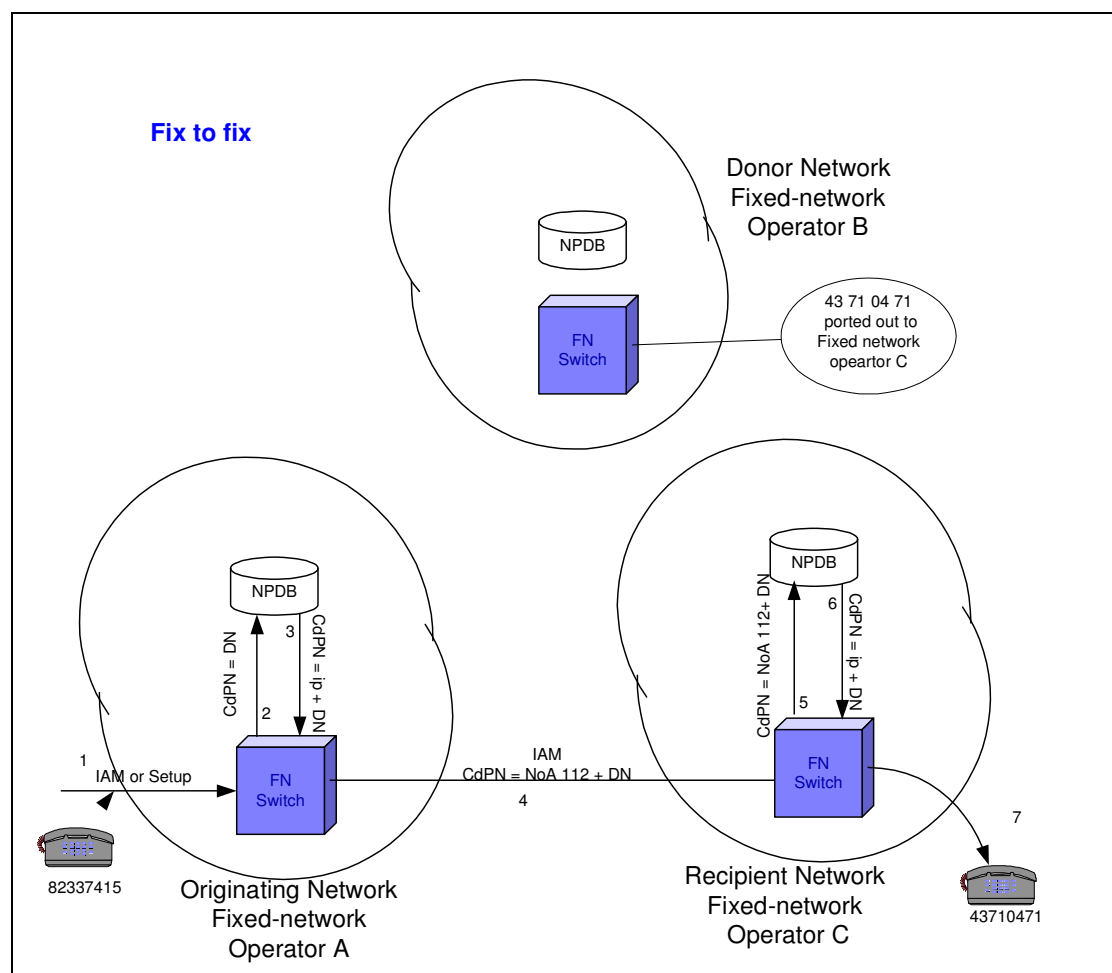 Fix to fix
Donor Network
Fixed-network
Operator B
NPDB
FN
Switch
43 71 04 71
ported out to
Fixed network
opeartor C
NPDB
CdPN = DN
2
3
CdPN = ip + DN
1
IAM or Setup
FN
Switch
82337415
Originating Network
Fixed-network
Operator A
IAM
CdPN = NoA 112 + DN
4
NPDB
CdPN = NoA 112+ DN
5
6
CdPN = ip + DN
FN
Switch
7
43710471
Recipient Network
Fixed-network
Operator C